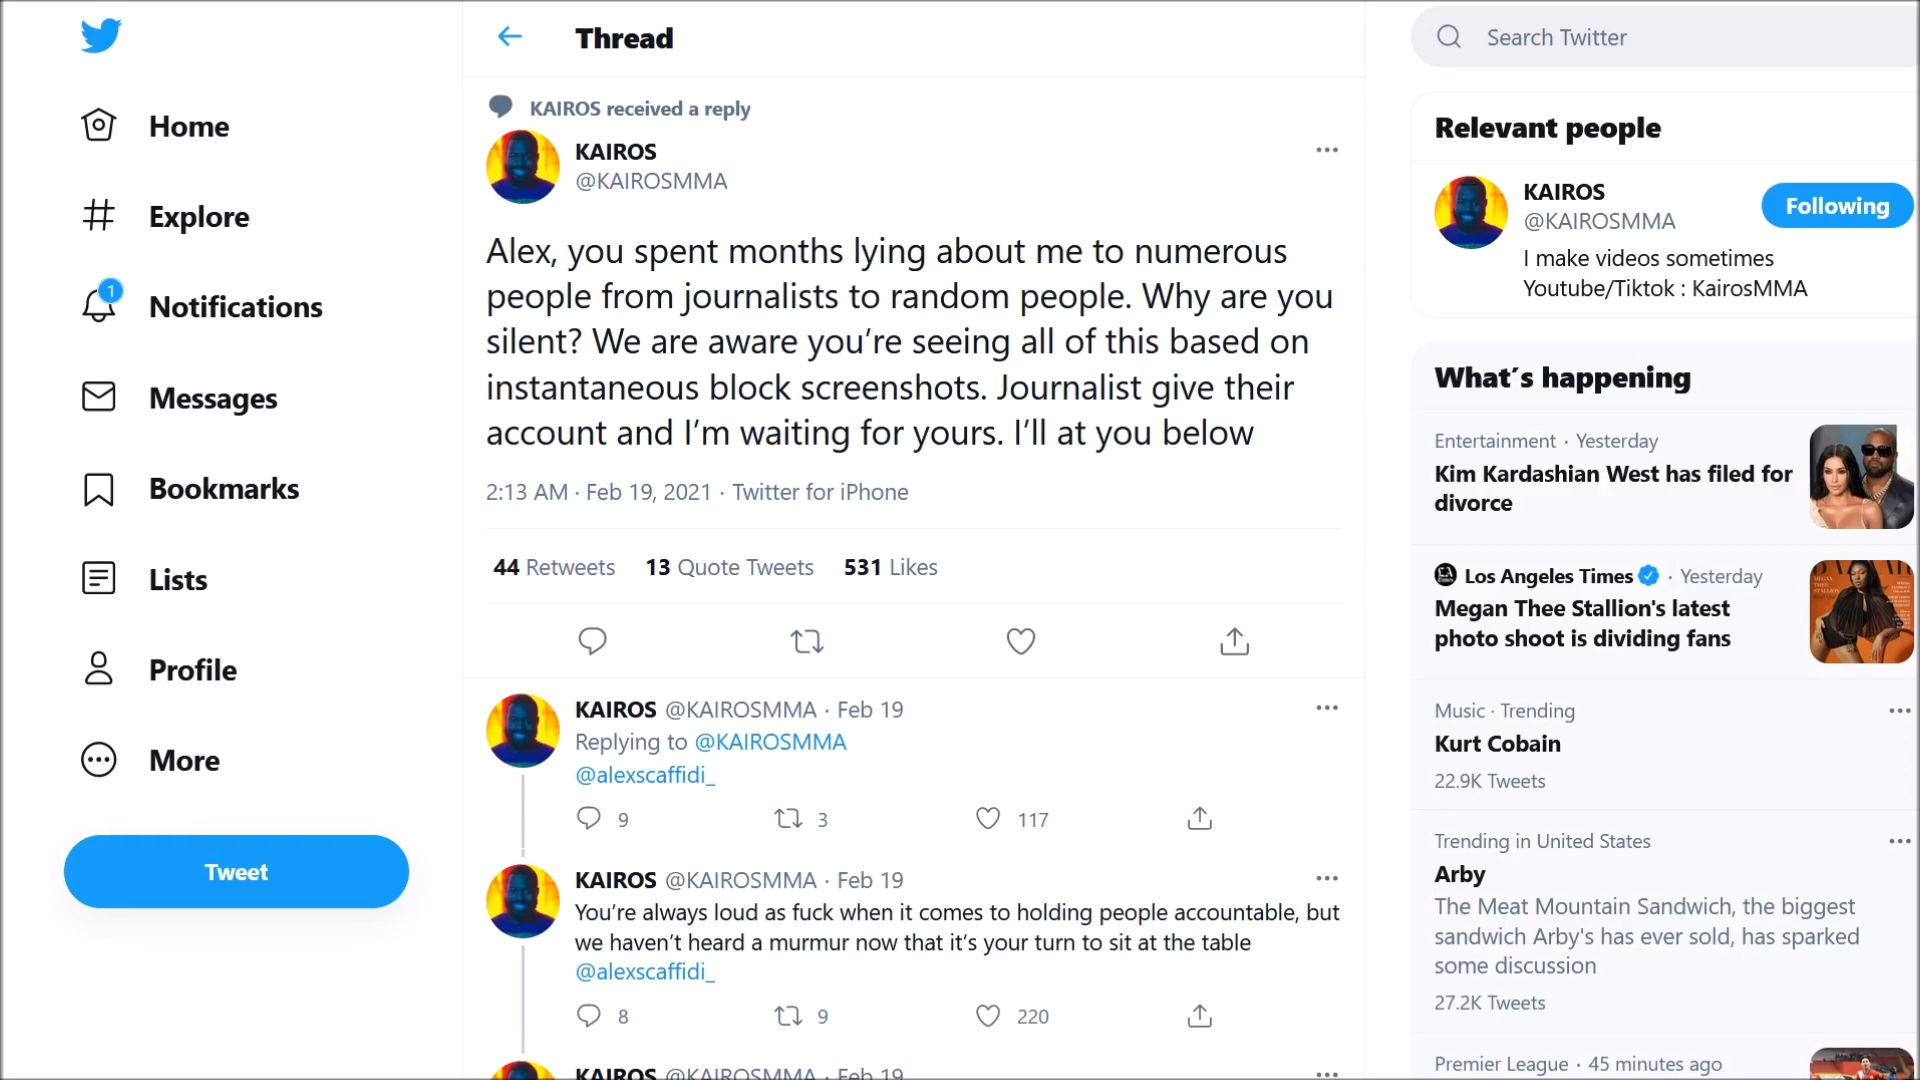 Home
Explore
1
Notifications
Messages
Bookmarks
Lists
Profile
More
Tweet
Thread
KAIROS received a reply
KAIROS
@KAIROSMMA
Alex, you spent months lying about me to numerous
people from journalists to random people. Why are you
silent? We are aware you’re seeing all of this based on
instantaneous block screenshots. Journalist give their
account and I’m waiting for yours. I’ll at you below
2:13 AM · Feb 19, 2021 · Twitter for iPhone
44 Retweets 13 Quote Tweets 531 Likes
KAIROS @KAIROSMMA · Feb 19
Replying to @KAIROSMMA
@alexscaffidi_
9 3 117
KAIROS @KAIROSMMA · Feb 19
You’re always loud as fuck when it comes to holding people accountable, but
we haven’t heard a murmur now that it’s your turn to sit at the table
@alexscaffidi_
8 9 220
KAIROS @KAIROSMMA · Feb 19
Search Twitter
Relevant people
KAIROS
@KAIROSMMA
Following
I make videos sometimes
Youtube/Tiktok : KairosMMA
What´s happening
Entertainment · Yesterday
Kim Kardashian West has filed for
divorce
Los Angeles Times · Yesterday
Megan Thee Stallion's latest
photo shoot is dividing fans
Music · Trending
Kurt Cobain
22.9K Tweets
Trending in United States
Arby
The Meat Mountain Sandwich, the biggest
sandwich Arby's has ever sold, has sparked
some discussion
27.2K Tweets
Premier League · 45 minutes ago